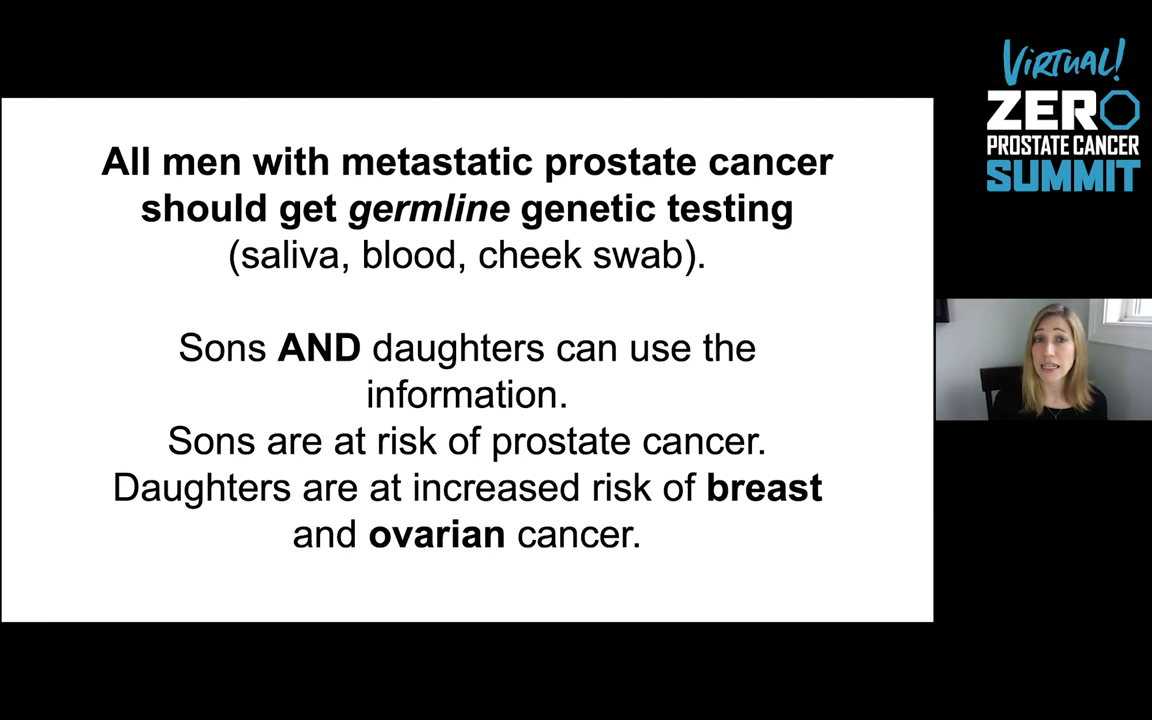 All men with metastatic prostate cancer
should get germline genetic testing
(saliva, blood, cheek swab).
Sons AND daughters can use the
information.
Sons are at risk of prostate cancer.
Daughters are at increased risk of breast
and ovarian cancer.
VIRTUAL!
ZERO
PROSTATE CANCER
SUMMIT